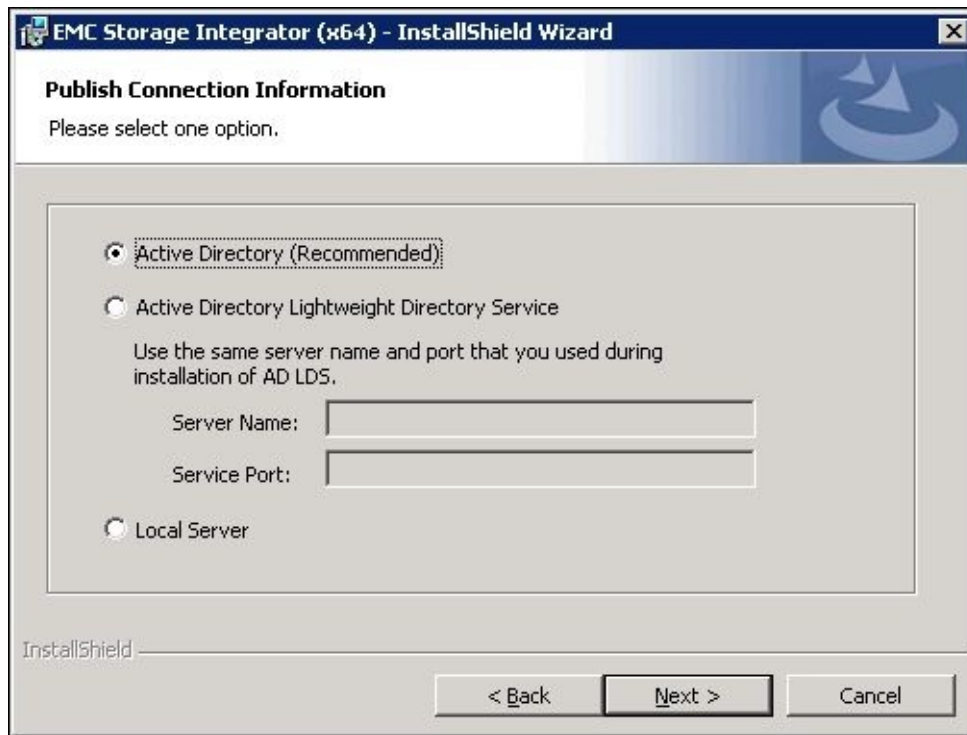 EMC Storage Integrator (x64) - InstallShield Wizard
Publish Connection Information
Please select one option.
Active Directory (Recommended)
Active Directory Lightweight Directory Service
Use the same server name and port that you used during
installation of AD LDS.
Server Name:
Service Port:
Local Server
InstallShield
< Back
Next >
Cancel